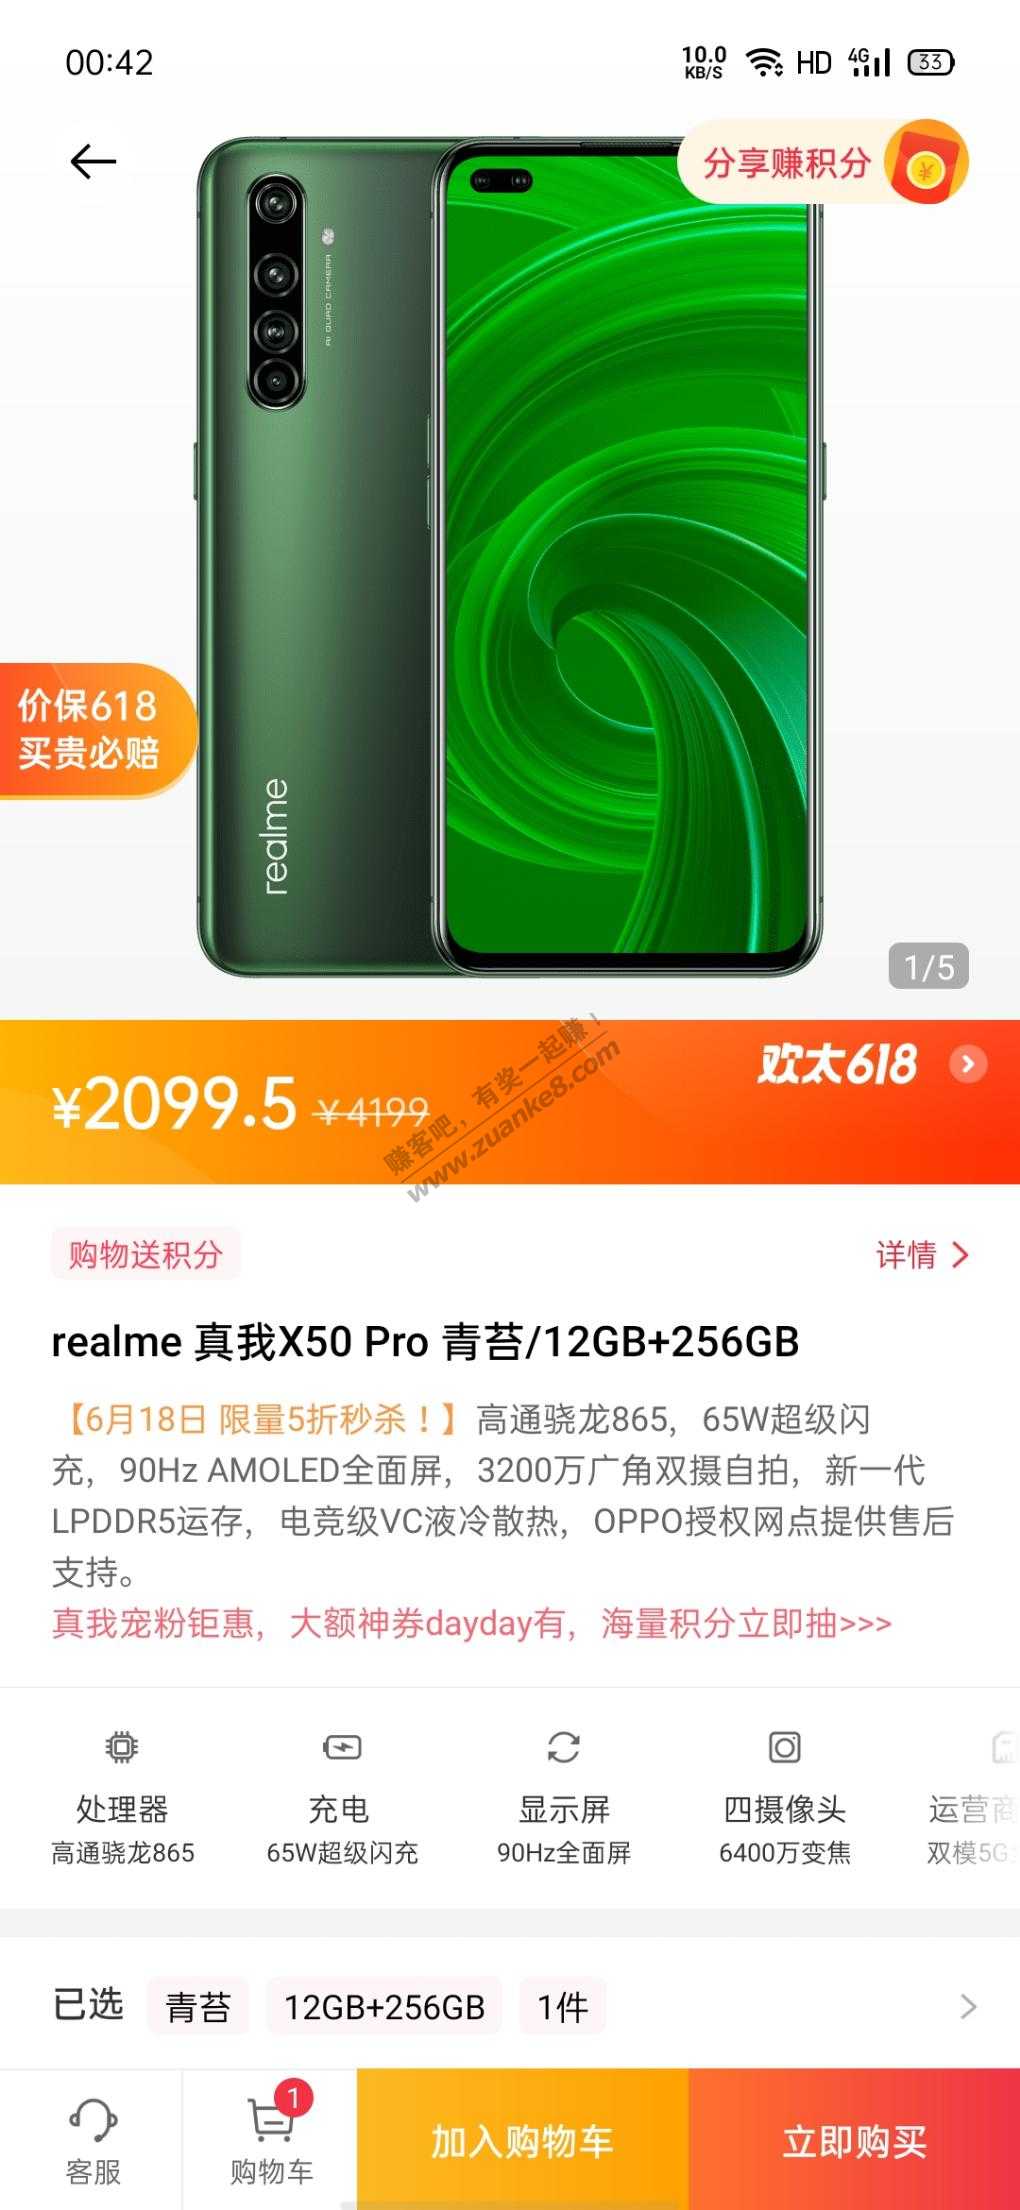 00:42
10.0
KB/S
HD
4G
33
分享赚积分
AI QUAD CAMERA
价保618
买贵必赔
realme
1/5
欢太618
¥2099.5 ¥4199
赚客吧，有奖一起赚！
www.zuanke8.com
购物送积分
详情
realme 真我X50 Pro 青苔/12GB+256GB
【6月18日 限量5折秒杀！】高通骁龙865，65W超级闪
充，90Hz AMOLED全面屏，3200万广角双摄自拍，新一代
LPDDR5运存，电竞级VC液冷散热，OPPO授权网点提供售后
支持。
真我宠粉钜惠，大额神券dayday有，海量积分立即抽>>>
处理器 充电 显示屏 四摄像头 运营商
高通骁龙865 65W超级闪充 90Hz全面屏 6400万变焦 双模5G
已选 青苔 12GB+256GB 1件
1
客服 购物车 加入购物车 立即购买